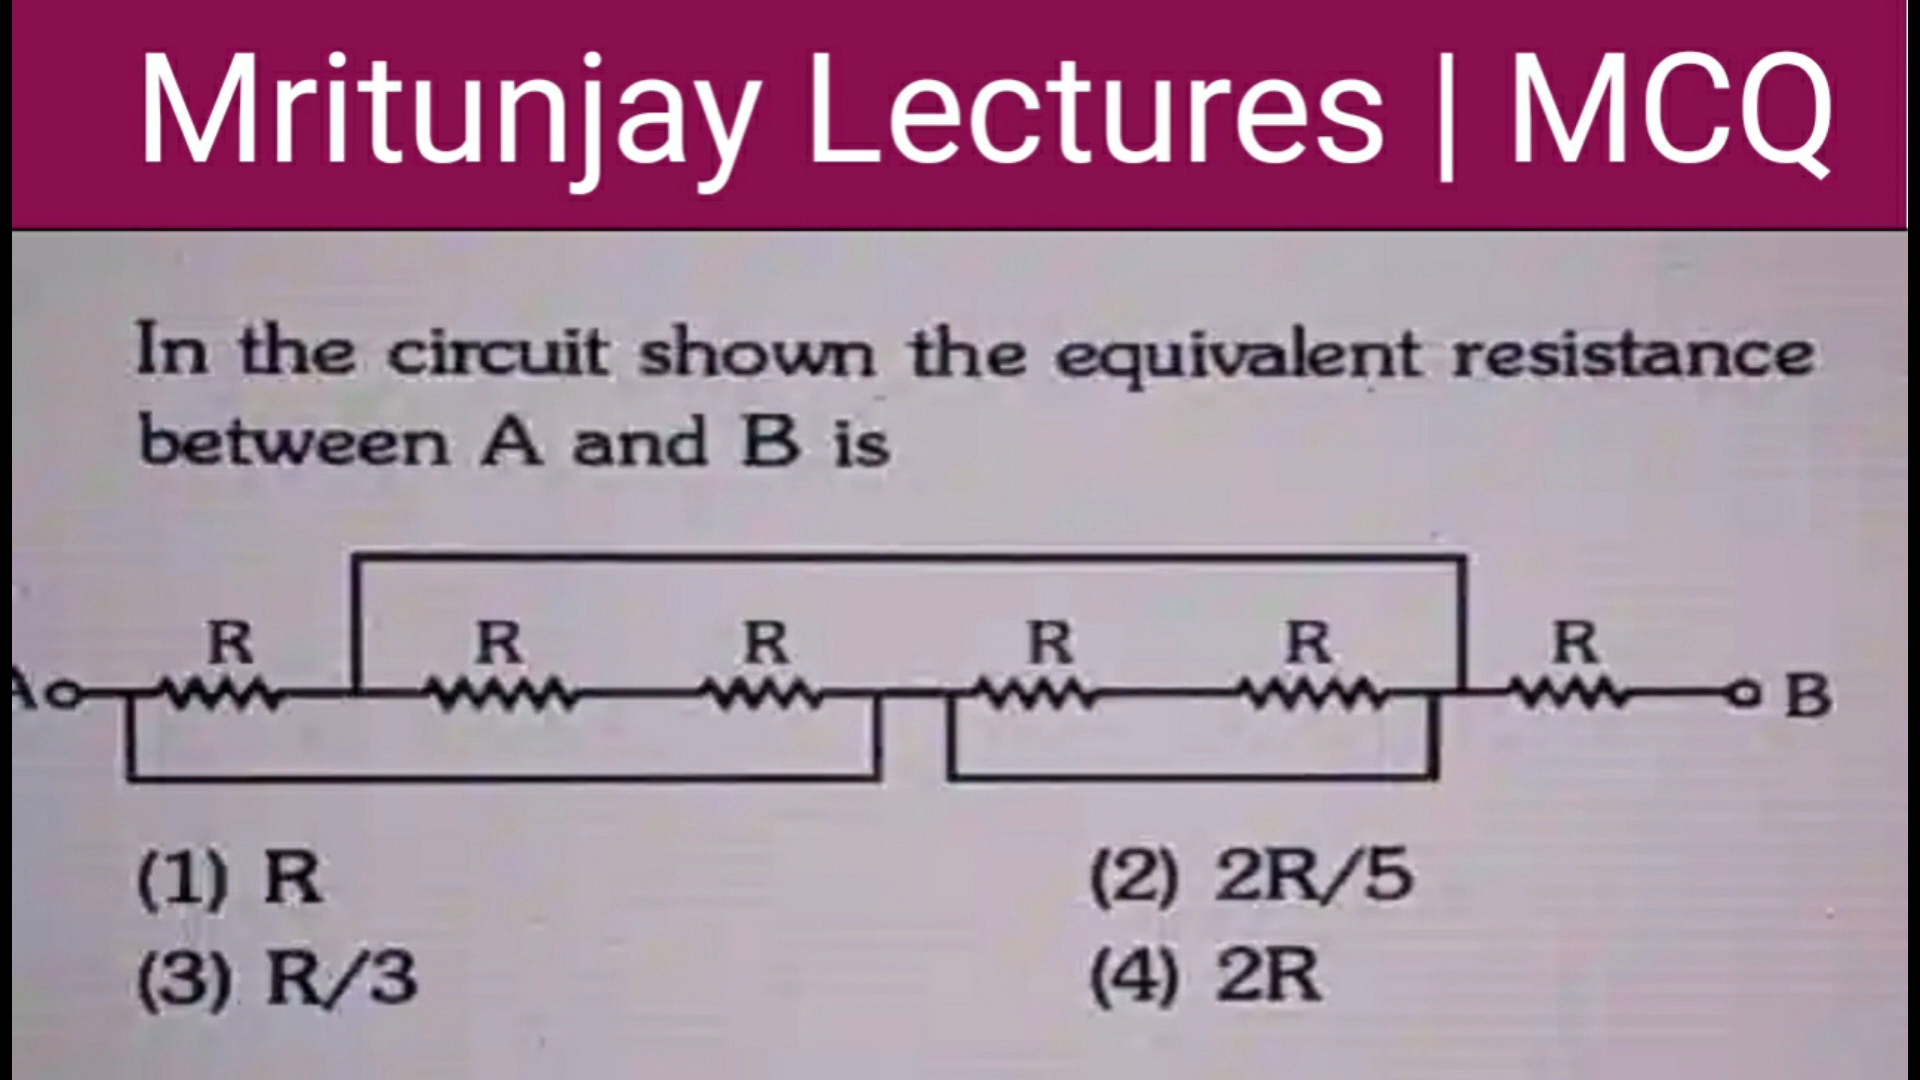 Mritunjay Lectures | MCQ
In the circuit shown the equivalent resistance
between A and B is
R R R R R R
A B
(1) R (2) 2R/5
(3) R/3 (4) 2R